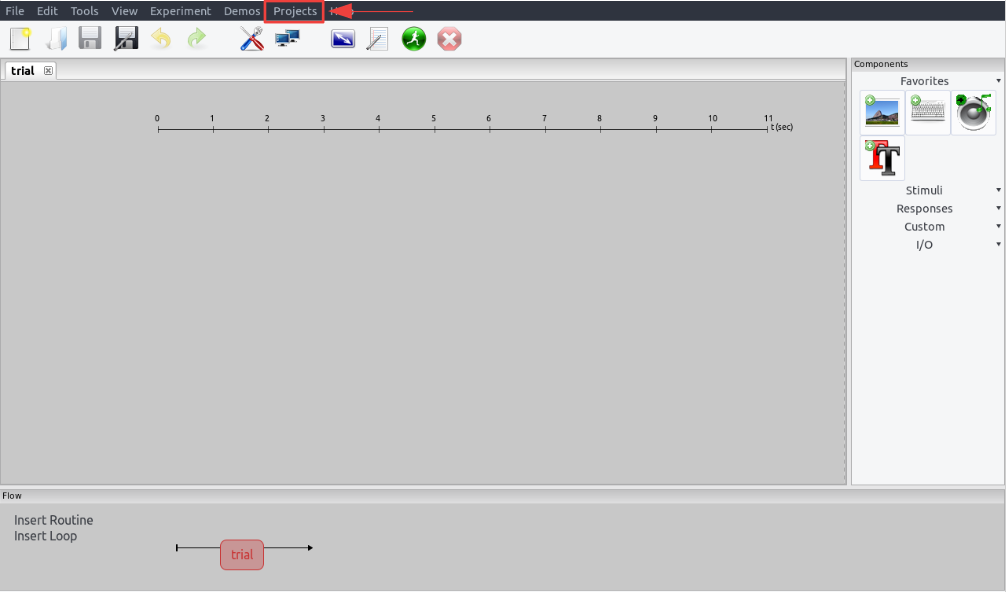 File Edit Tools View Experiment Demos Projects
trial
Components
Favorites
0 1 2 3 4 5 6 7 8 9 10 11
t (sec)
Stimuli
Responses
Custom
I/O
Flow
Insert Routine
Insert Loop
trial